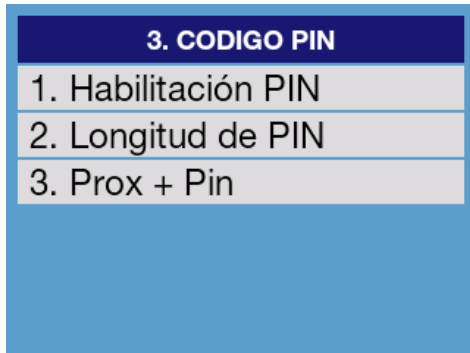 3. CODIGO PIN
1. Habilitación PIN
2. Longitud de PIN
3. Prox + Pin